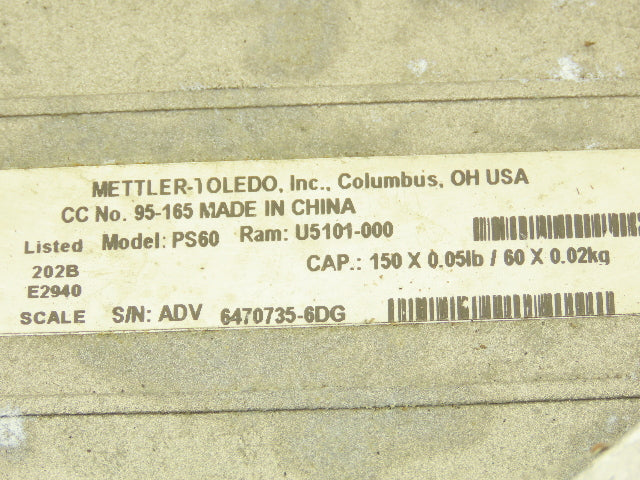 METTLER-TOLEDO, Inc., Columbus, OH USA
CC No. 95-165 MADE IN CHINA
Listed Model: PS60 Ram: U5101-000
202B CAP.: 150 X 0.05lb / 60 X 0.02kg
E2940
SCALE S/N: ADV 6470735-6DG